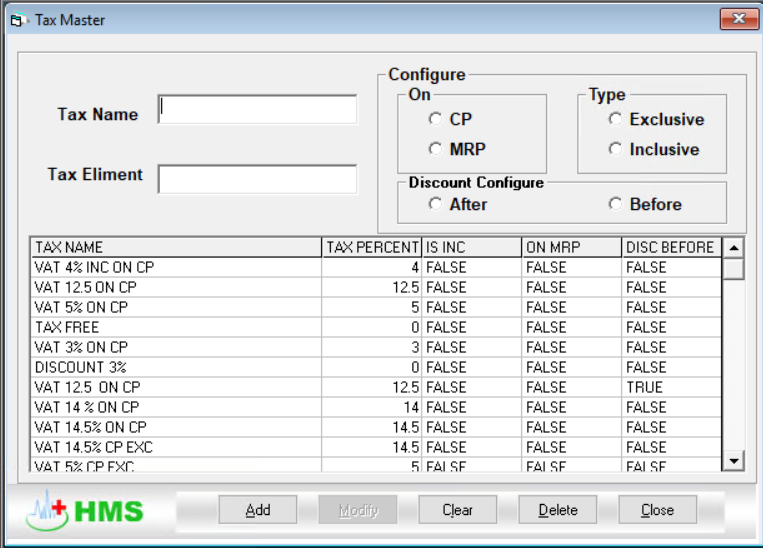 Tax Master
Configure
On
Type
Tax Name
CP
Exclusive
MRP
Inclusive
Tax Eliment
Discount Configure
After
Before
TAX NAME TAX PERCENT IS INC ON MRP DISC BEFORE
VAT 4% INC ON CP 4 FALSE FALSE FALSE
VAT 12.5 ON CP 12.5 FALSE FALSE FALSE
VAT 5% ON CP 5 FALSE FALSE FALSE
TAX FREE 0 FALSE FALSE FALSE
VAT 3% ON CP 3 FALSE FALSE FALSE
DISCOUNT 3% 0 FALSE FALSE FALSE
VAT 12.5 ON CP 12.5 FALSE FALSE TRUE
VAT 14 % ON CP 14 FALSE FALSE FALSE
VAT 14.5% ON CP 14.5 FALSE FALSE FALSE
VAT 14.5% CP EXC 14.5 FALSE FALSE FALSE
VAT 5% CP EXC 5 FALSE FALSE FALSE
HMS Add Modify Clear Delete Close